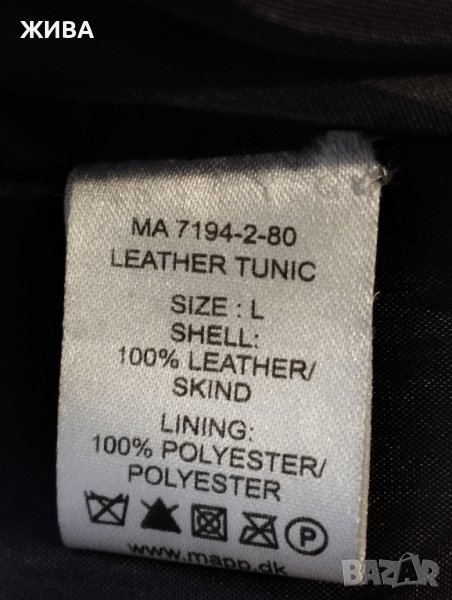 ЖИВА
MA 7194-2-80
LEATHER TUNIC
SIZE : L
SHELL:
100% LEATHER/
SKIND
LINING:
100% POLYESTER/
POLYESTER
P
www.mapp.dk
BAZAR